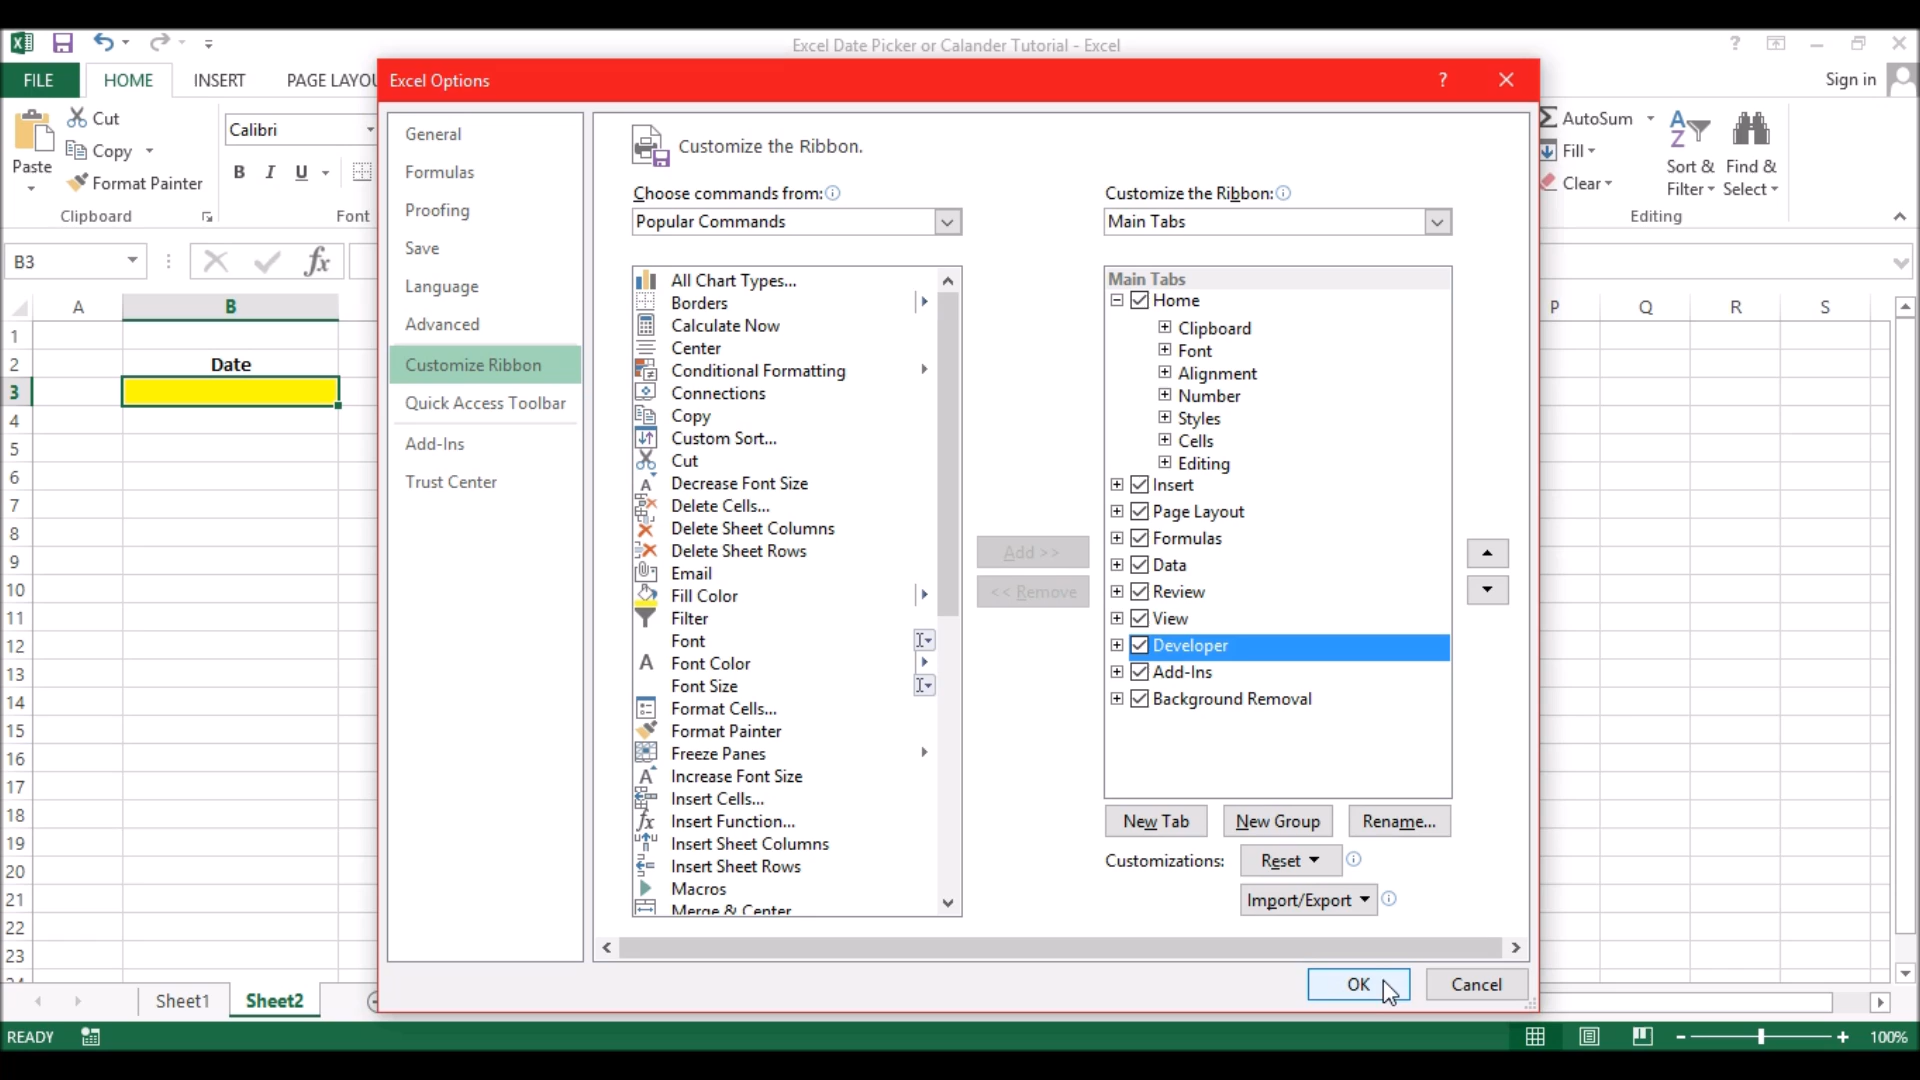 Excel Date Picker or Calander Tutorial - Excel
?
FILE
HOME
INSERT
PAGE LAYOU
Sign in
Cut
Copy
Format Painter
Paste
Clipboard
Calibri
B I U
Font
AutoSum
Fill
Clear
Sort & Filter
Find & Select
Editing
B3
fx
A B P Q R S
1
2 Date
3
4
5
6
7
8
9
10
11
12
13
14
15
16
17
18
19
20
21
22
23
Excel Options
?
General
Formulas
Proofing
Save
Language
Advanced
Customize Ribbon
Quick Access Toolbar
Add-Ins
Trust Center
Customize the Ribbon.
Choose commands from:
Popular Commands
All Chart Types...
Borders
Calculate Now
Center
Conditional Formatting
Connections
Copy
Custom Sort...
Cut
Decrease Font Size
Delete Cells...
Delete Sheet Columns
Delete Sheet Rows
Email
Fill Color
Filter
Font
Font Color
Font Size
Format Cells...
Format Painter
Freeze Panes
Increase Font Size
Insert Cells...
Insert Function...
Insert Sheet Columns
Insert Sheet Rows
Macros
Merge & Center
Add >>
<< Remove
Customize the Ribbon:
Main Tabs
Main Tabs
Home
Clipboard
Font
Alignment
Number
Styles
Cells
Editing
Insert
Page Layout
Formulas
Data
Review
View
Developer
Add-Ins
Background Removal
New Tab
New Group
Rename...
Customizations:
Reset
Import/Export
OK
Cancel
Sheet1
Sheet2
READY
100%